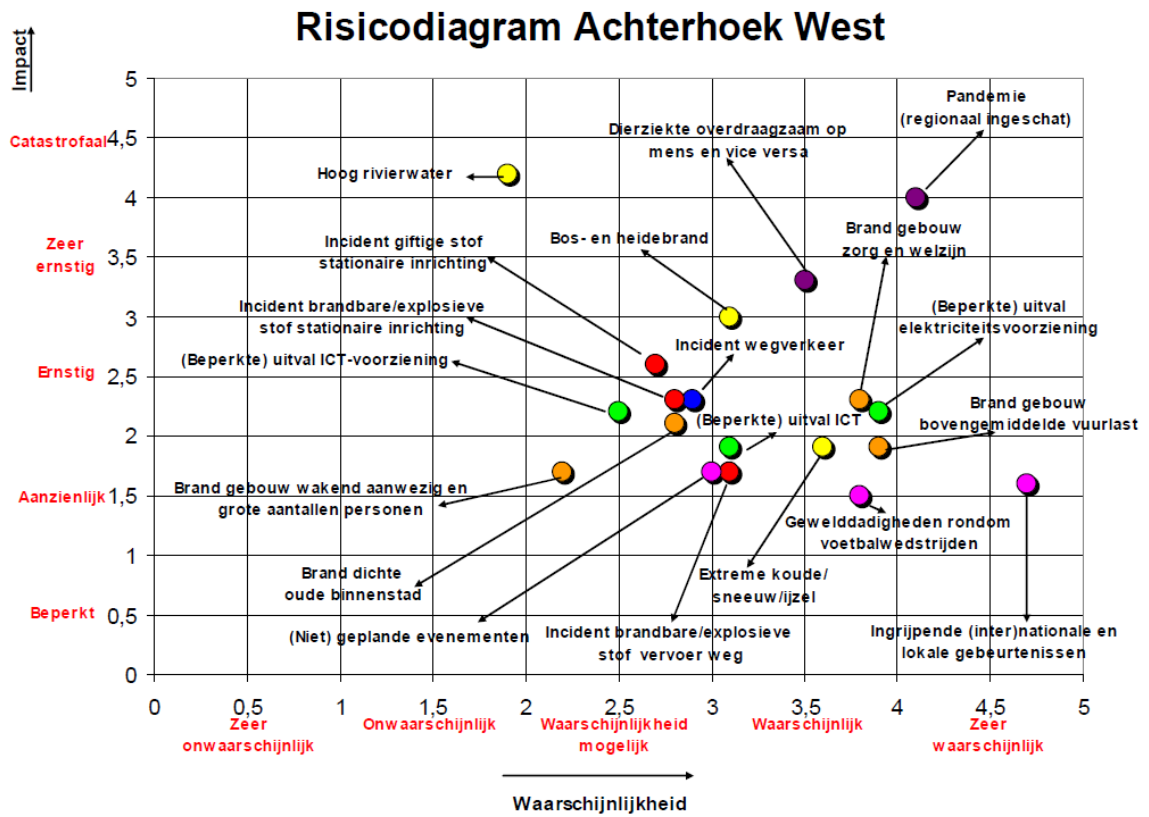 Risicodiagram Achterhoek West
Impact
5
4,5
4
3,5
3
2,5
2
1,5
1
0,5
0
Catastrofaal
Zeer
ernstig
Ernstig
Aanzienlijk
Beperkt
Pandemie
(regionaal ingeschat)
Dierziekte overdraagzaam op
mens en vice versa
Hoog rivierwater
Brand gebouw
zorg en welzijn
Incident giftige stof
stationaire inrichting
Bos- en heidebrand
Incident brandbare/explosieve
stof stationaire inrichting
(Beperkte) uitval
elektriciteitsvoorziening
(Beperkte) uitval ICT-voorziening
Incident wegverkeer
Brand gebouw
bovengemiddelde vuurlast
(Beperkte) uitval ICT
Brand gebouw wakend aanwezig en
grote aantallen personen
Gewelddadigheden rondom
voetbalwedstrijden
Brand dichte
oude binnenstad
Extreme koude/
sneeuw/ijzel
(Niet) geplande evenementen
Incident brandbare/explosieve
stof vervoer weg
Ingrijpende (inter)nationale en
lokale gebeurtenissen
0 0,5 1 1,5 2 2,5 3 3,5 4 4,5 5
Zeer
onwaarschijnlijk
Onwaarschijnlijk
Waarschijnlijkheid
mogelijk
Waarschijnlijk
Zeer
waarschijnlijk
Waarschijnlijkheid